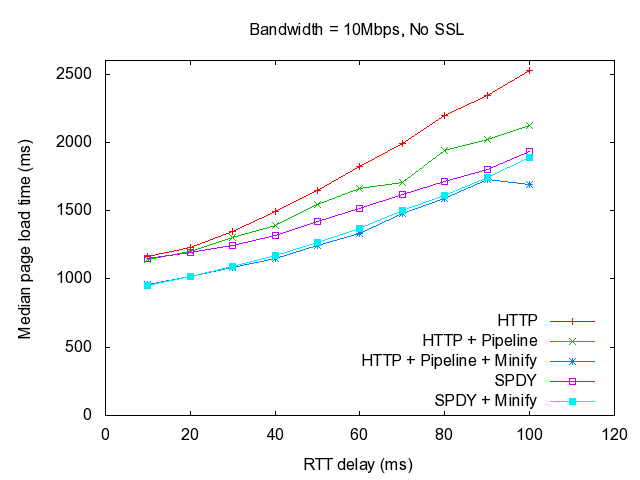 Bandwidth = 10Mbps, No SSL
Median page load time (ms)
2500
2000
1500
1000
500
0
HTTP
HTTP + Pipeline
HTTP + Pipeline + Minify
SPDY
SPDY + Minify
0 20 40 60 80 100 120
RTT delay (ms)